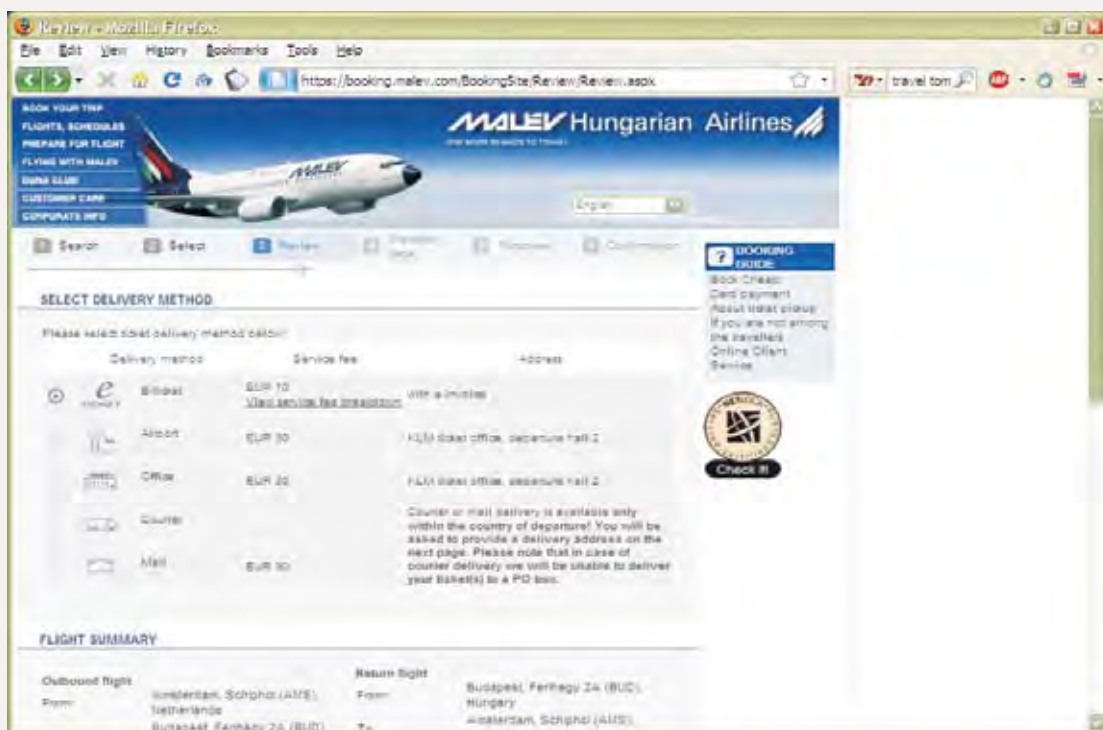 Review - Mozilla Firefox
File Edit View History Bookmarks Tools Help
https://booking.malev.com/BookingSite/Review/Review.aspx
travel tom
ABP
BOOK YOUR TRIP
FLIGHTS, SCHEDULES
PREPARE FOR FLIGHT
FLYING WITH MALEV
DUNA CLUB
CUSTOMER CARE
CORPORATE INFO
MALEV Hungarian Airlines
MALEV
English
Search Select Review Confirmation
? BOOKING GUIDE
Card payment
About ticket pickup
If you are not among
the travellers
Online Client
Service
Check it!
SELECT DELIVERY METHOD
Please select ticket delivery method below:
Delivery method Service fee Address
e E-ticket EUR 10 With e-invoice
View service fee breakdown
Airport EUR 30 KLM ticket office, departure hall 2
Office EUR 30 KLM ticket office, departure hall 2
Courier
Mail EUR 30
Courier or mail delivery is available only
within the country of departure! You will be
asked to provide a delivery address on the
next page. Please note that in case of
courier delivery we will be unable to deliver
your ticket(s) to a PO box.
FLIGHT SUMMARY
Outbound flight
From: Amsterdam, Schiphol (AMS),
Netherlands
Budapest, Ferihegy 2A (BUD),
Return flight
From: Budapest, Ferihegy 2A (BUD),
Hungary
To: Amsterdam, Schiphol (AMS),